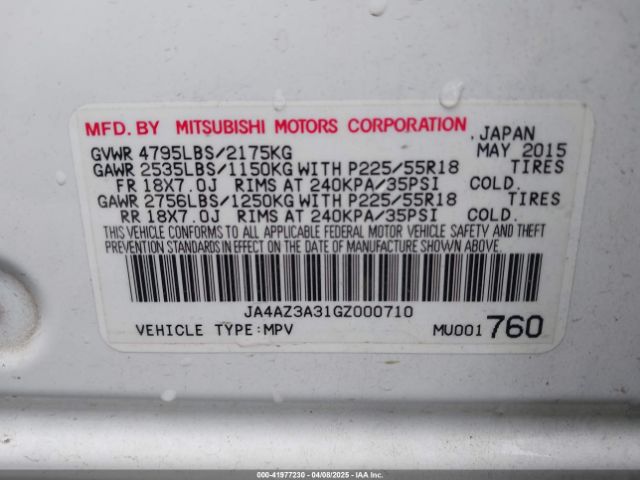 MFD. BY MITSUBISHI MOTORS CORPORATION , JAPAN
GVWR 4795LBS/2175KG MAY 2015
GAWR 2535LBS/1150KG WITH P225/55R18 TIRES
FR 18X7.0J RIMS AT 240KPA/35PSI COLD.
GAWR 2756LBS/1250KG WITH P225/55R18 TIRES
RR 18X7.0J RIMS AT 240KPA/35PSI COLD.
THIS VEHICLE CONFORMS TO ALL APPLICABLE FEDERAL MOTOR VEHICLE SAFETY AND THEFT
PREVENTION STANDARDS IN EFFECT ON THE DATE OF MANUFACTURE SHOWN ABOVE.
JA4AZ3A31GZ000710
VEHICLE TYPE:MPV MU001 760
000-41977230 - 04/08/2025 - IAA Inc.